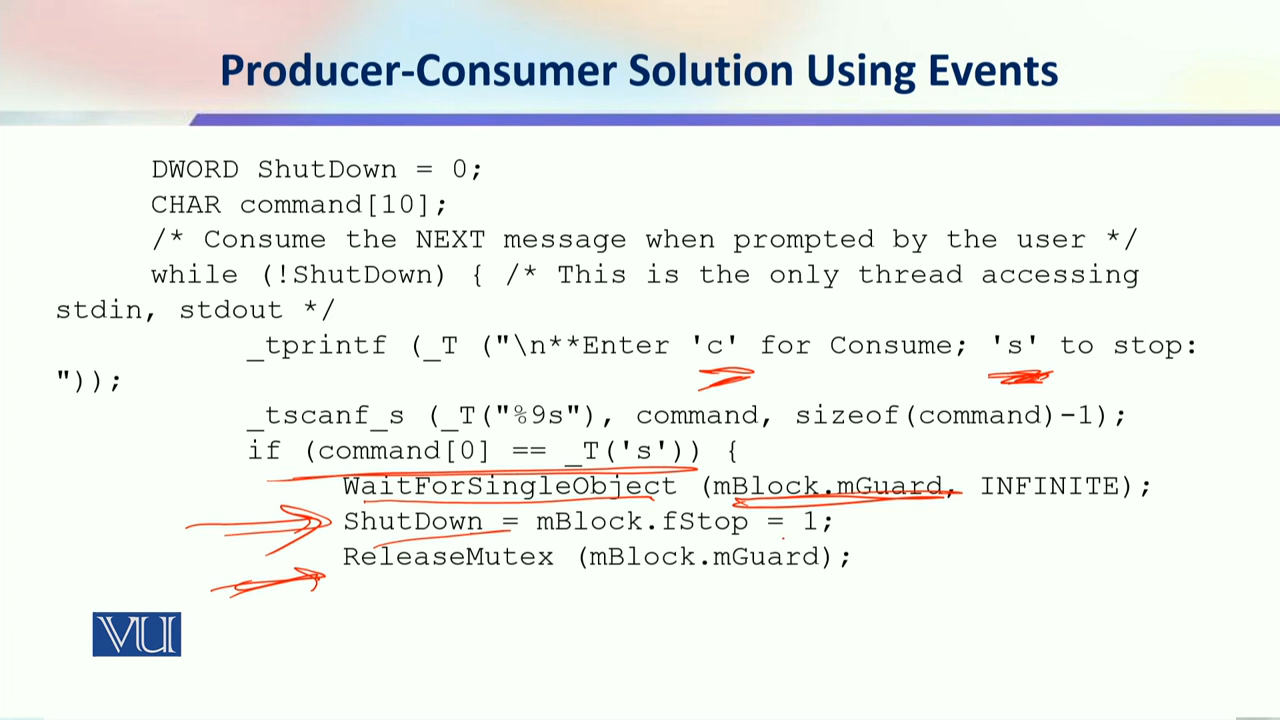 Producer-Consumer Solution Using Events
DWORD ShutDown = 0;
CHAR command[10];
/* Consume the NEXT message when prompted by the user */
while (!ShutDown) { /* This is the only thread accessing
stdin, stdout */
_tprintf (_T ("\n**Enter 'c' for Consume; 's' to stop:
"));
_tscanf_s (_T("%9s"), command, sizeof(command)-1);
if (command[0] == _T('s')) {
WaitForSingleObject (mBlock.mGuard, INFINITE);
ShutDown = mBlock.fStop = 1;
ReleaseMutex (mBlock.mGuard);
VU